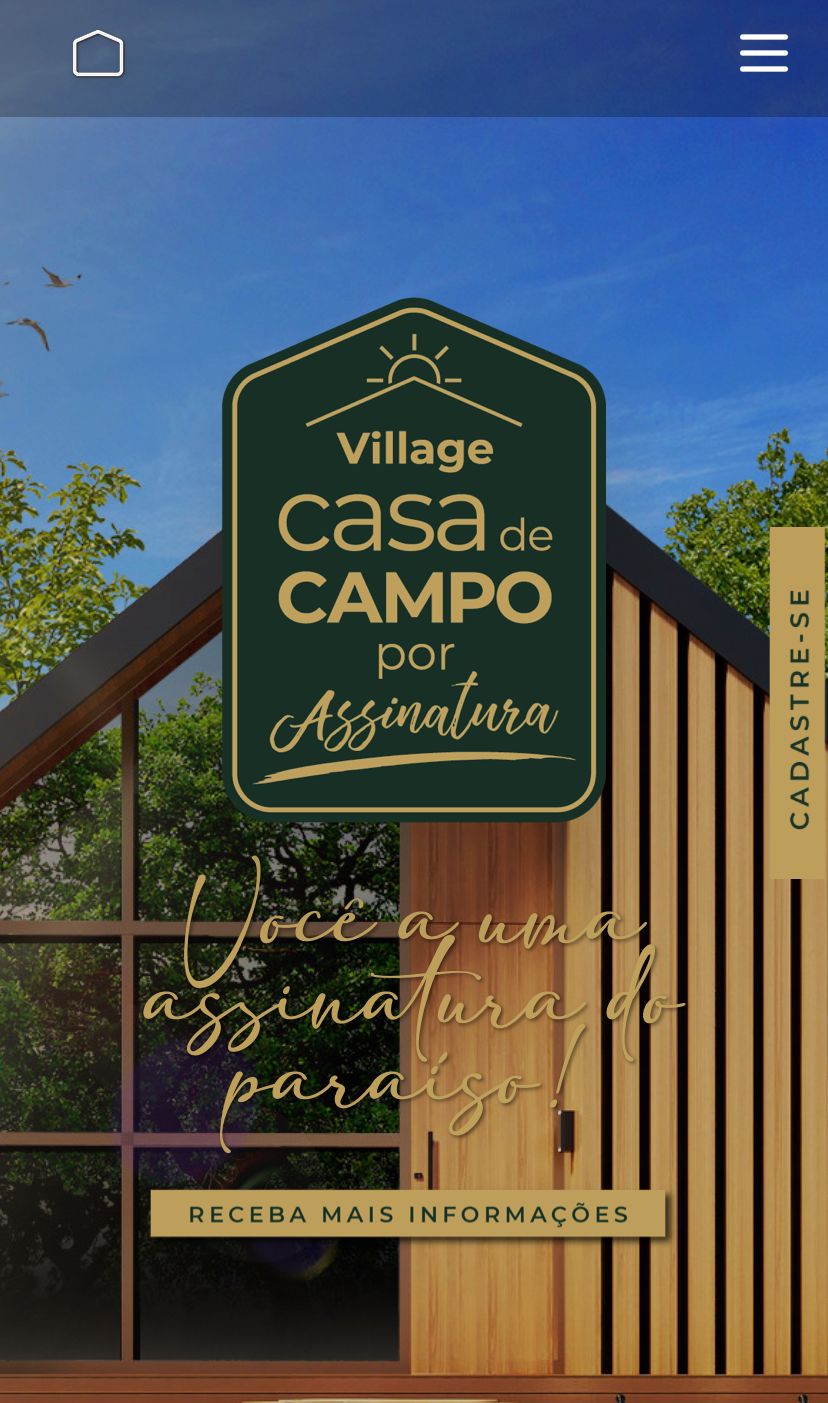 Village
casa de
CAMPO
por
Assinatura
CADASTRE-SE
Você a uma
assinatura do
paraíso!
RECEBA MAIS INFORMAÇÕES